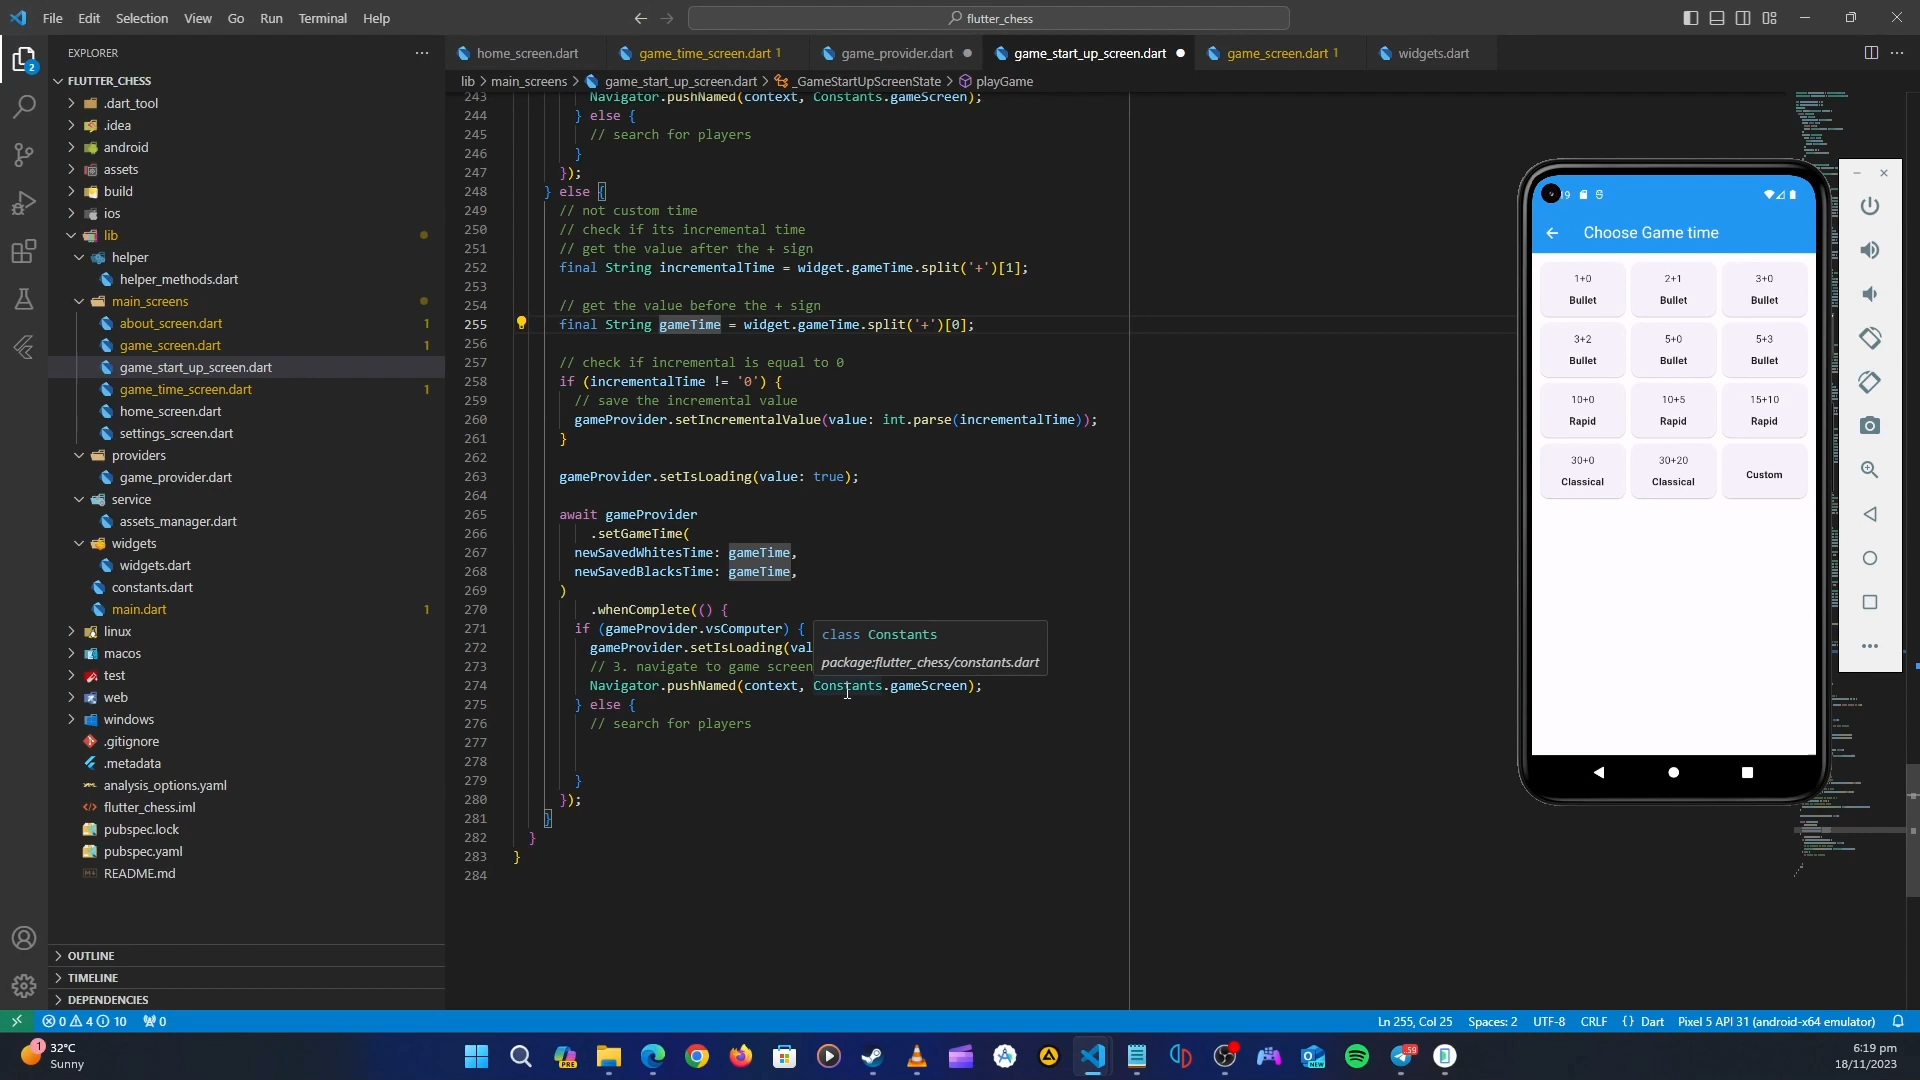 File Edit Selection View Go Run Terminal Help
flutter_chess
EXPLORER
home_screen.dart
game_time_screen.dart 1
game_provider.dart
game_start_up_screen.dart
game_screen.dart 1
widgets.dart
lib > main_screens > game_start_up_screen.dart > _GameStartUpScreenState > playGame
FLUTTER_CHESS
.dart_tool
.idea
android
assets
build
ios
lib
helper
helper_methods.dart
main_screens
about_screen.dart 1
game_screen.dart 1
game_start_up_screen.dart
game_time_screen.dart 1
home_screen.dart
settings_screen.dart
providers
game_provider.dart
service
assets_manager.dart
widgets
widgets.dart
constants.dart
main.dart 1
linux
macos
test
web
windows
.gitignore
.metadata
analysis_options.yaml
flutter_chess.iml
pubspec.lock
pubspec.yaml
README.md
OUTLINE
TIMELINE
DEPENDENCIES
243 Navigator.pushNamed(context, Constants.gameScreen);
244 } else {
245 // search for players
246 }
247 });
248 } else {
249 // not custom time
250 // check if its incremental time
251 // get the value after the + sign
252 final String incrementalTime = widget.gameTime.split('+')[1];
253
254 // get the value before the + sign
255 final String gameTime = widget.gameTime.split('+')[0];
256
257 // check if incremental is equal to 0
258 if (incrementalTime != '0') {
259 // save the incremental value
260 gameProvider.setIncrementalValue(value: int.parse(incrementalTime));
261 }
262
263 gameProvider.setIsLoading(value: true);
264
265 await gameProvider
266 .setGameTime(
267 newSavedWhitesTime: gameTime,
268 newSavedBlacksTime: gameTime,
269 )
270 .whenComplete(() {
271 if (gameProvider.vsComputer) {
272 gameProvider.setIsLoading(val
273 // 3. navigate to game screen
274 Navigator.pushNamed(context, Constants.gameScreen);
275 } else {
276 // search for players
277
278
279 }
280 });
281 }
282 }
283 }
284
class Constants
package:flutter_chess/constants.dart
19
Choose Game time
1+0 2+1 3+0
Bullet Bullet Bullet
3+2 5+0 5+3
Bullet Bullet Bullet
10+0 10+5 15+10
Rapid Rapid Rapid
30+0 30+20
Classical Classical Custom
2
0 4 10 0
Ln 255, Col 25 Spaces: 2 UTF-8 CRLF {} Dart Pixel 5 API 31 (android-x64 emulator)
1
32°C
Sunny
PRE
NEW
59
6:19 pm
18/11/2023